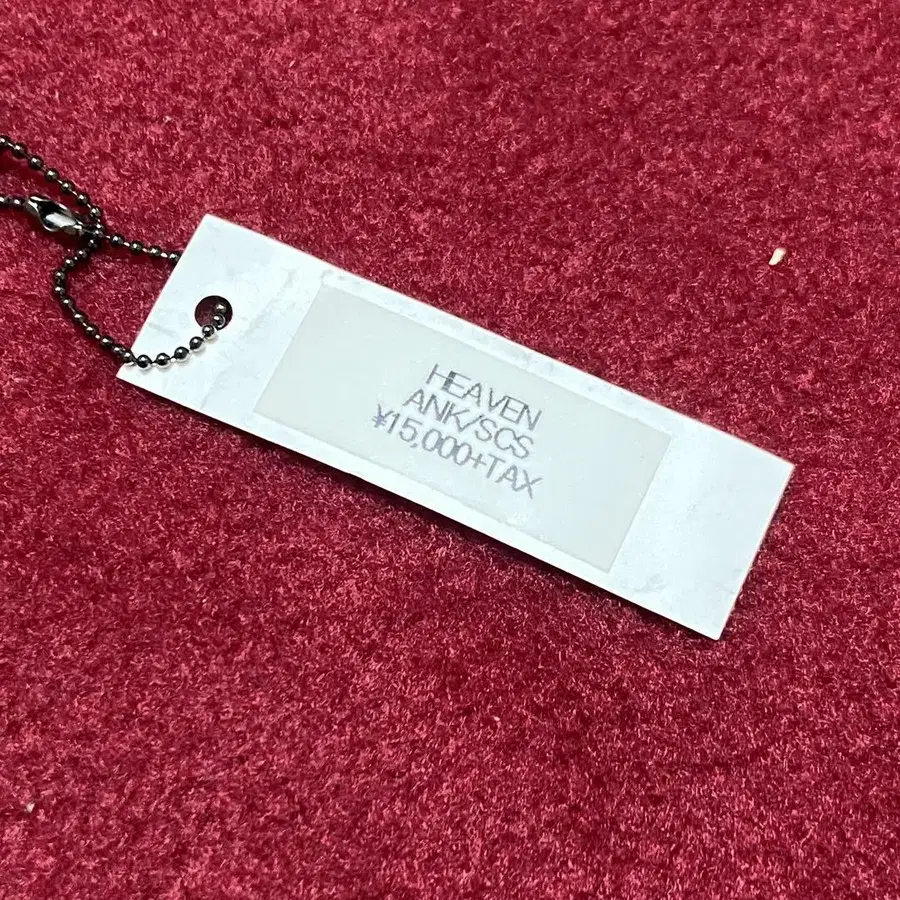 HEAVEN
ANK/SCS
¥15,000+TAX